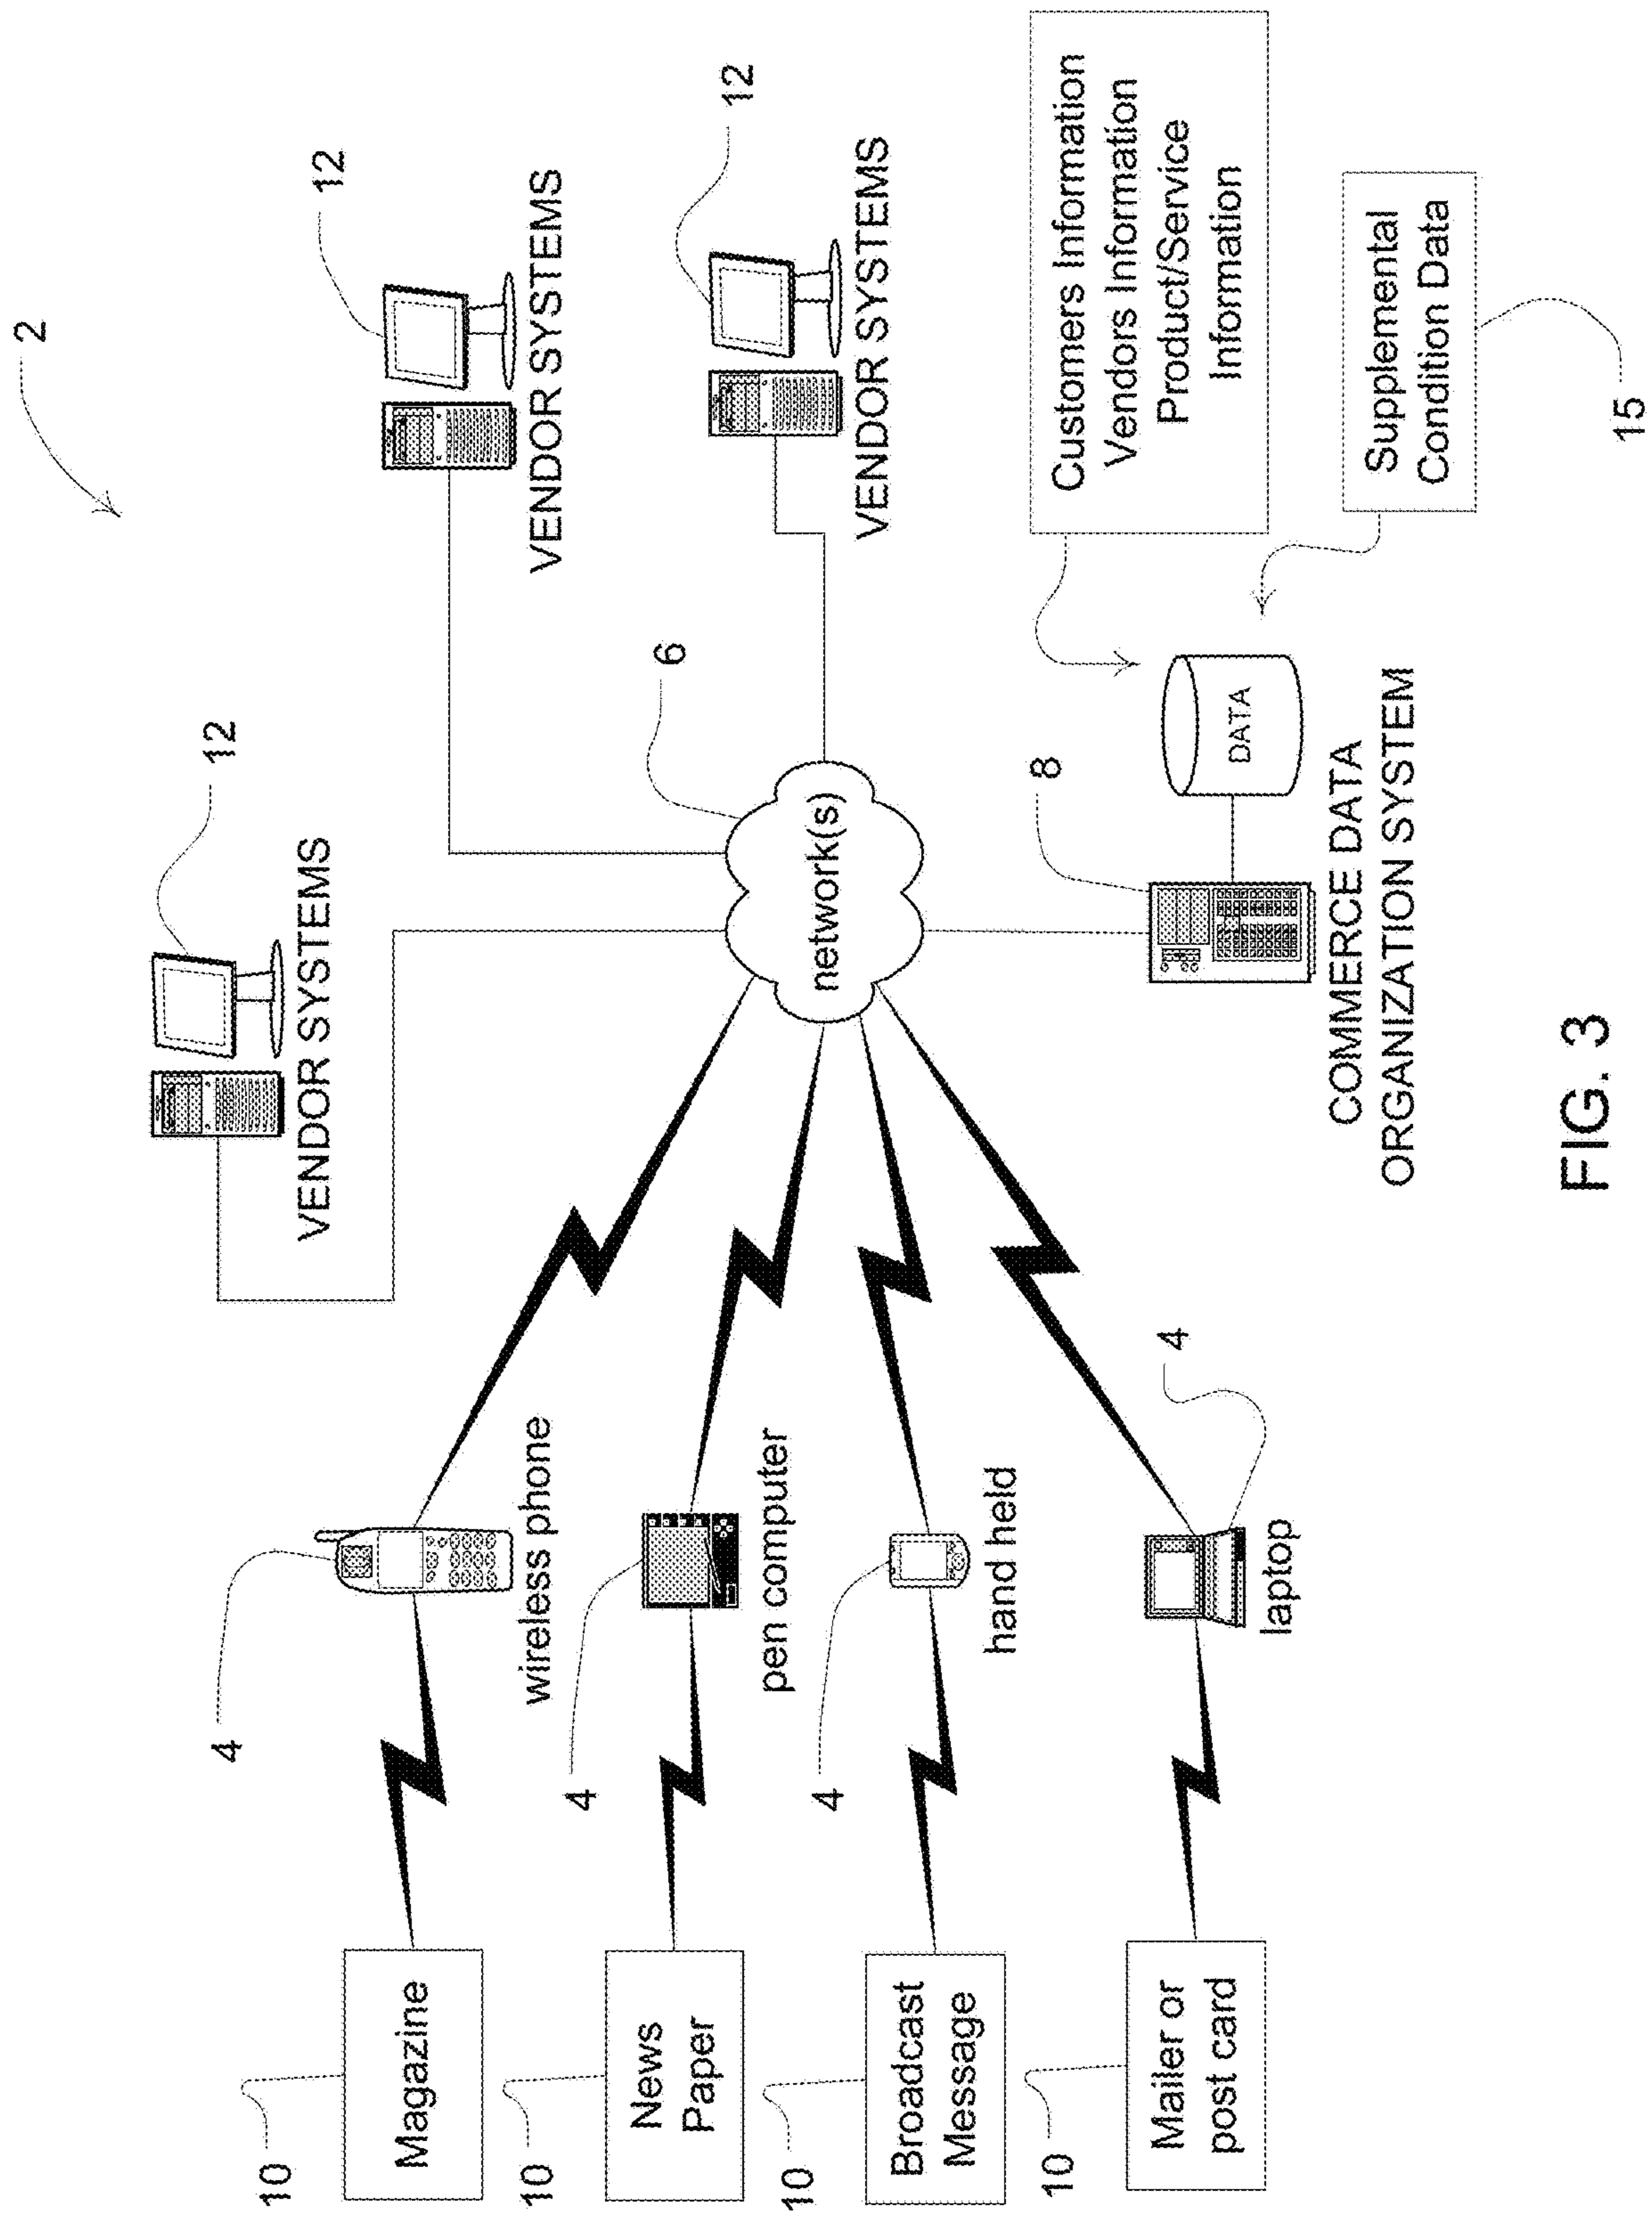 2
12
VENDOR SYSTEMS
12
VENDOR SYSTEMS
12
VENDOR SYSTEMS
6
network(s)
4
wireless phone
4
pen computer
4
hand held
4
laptop
10
Magazine
10
News
Paper
10
Broadcast
Message
10
Mailer or
post card
8
DATA
COMMERCE DATA
ORGANIZATION SYSTEM
Customers Information
Vendors Information
Product/Service
Information
Supplemental
Condition Data
15
FIG. 3